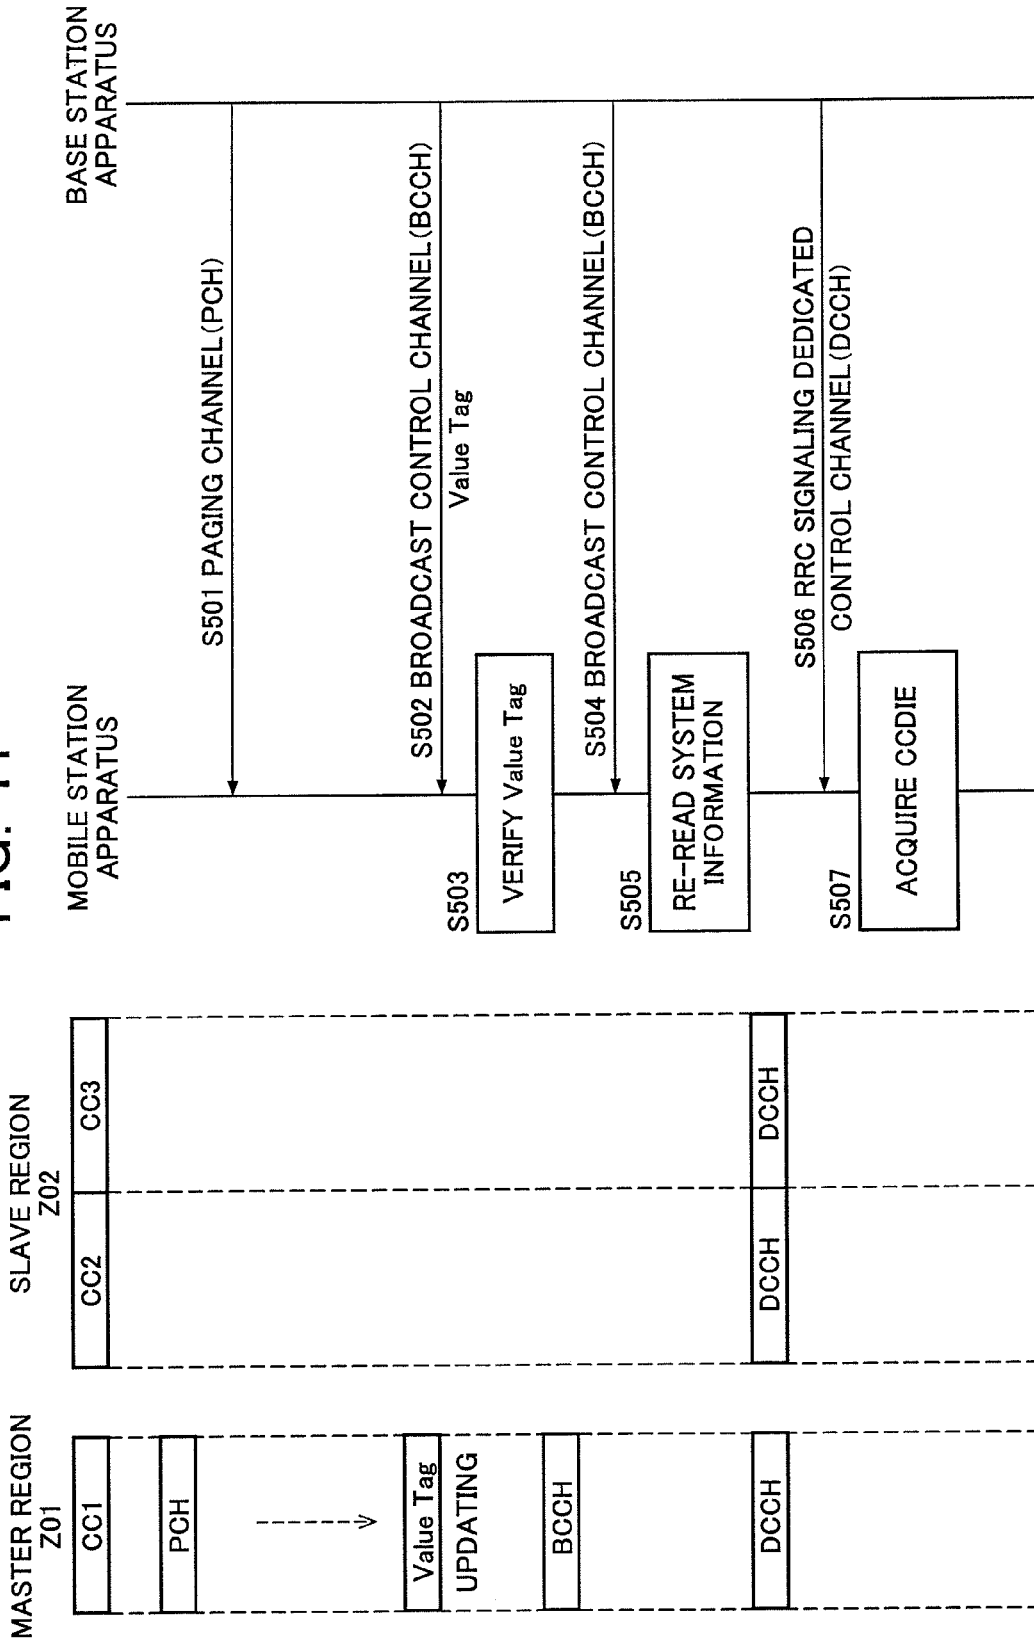 MASTER REGION
Z01
SLAVE REGION
Z02
MOBILE STATION
APPARATUS
BASE STATION
APPARATUS
CC1
CC2
CC3
PCH
S501 PAGING CHANNEL(PCH)
Value Tag
UPDATING
S502 BROADCAST CONTROL CHANNEL(BCCH)
Value Tag
S503
VERIFY Value Tag
BCCH
S504 BROADCAST CONTROL CHANNEL(BCCH)
S505
RE-READ SYSTEM
INFORMATION
DCCH
DCCH
DCCH
S506 RRC SIGNALING DEDICATED
CONTROL CHANNEL(DCCH)
S507
ACQUIRE CCDIE